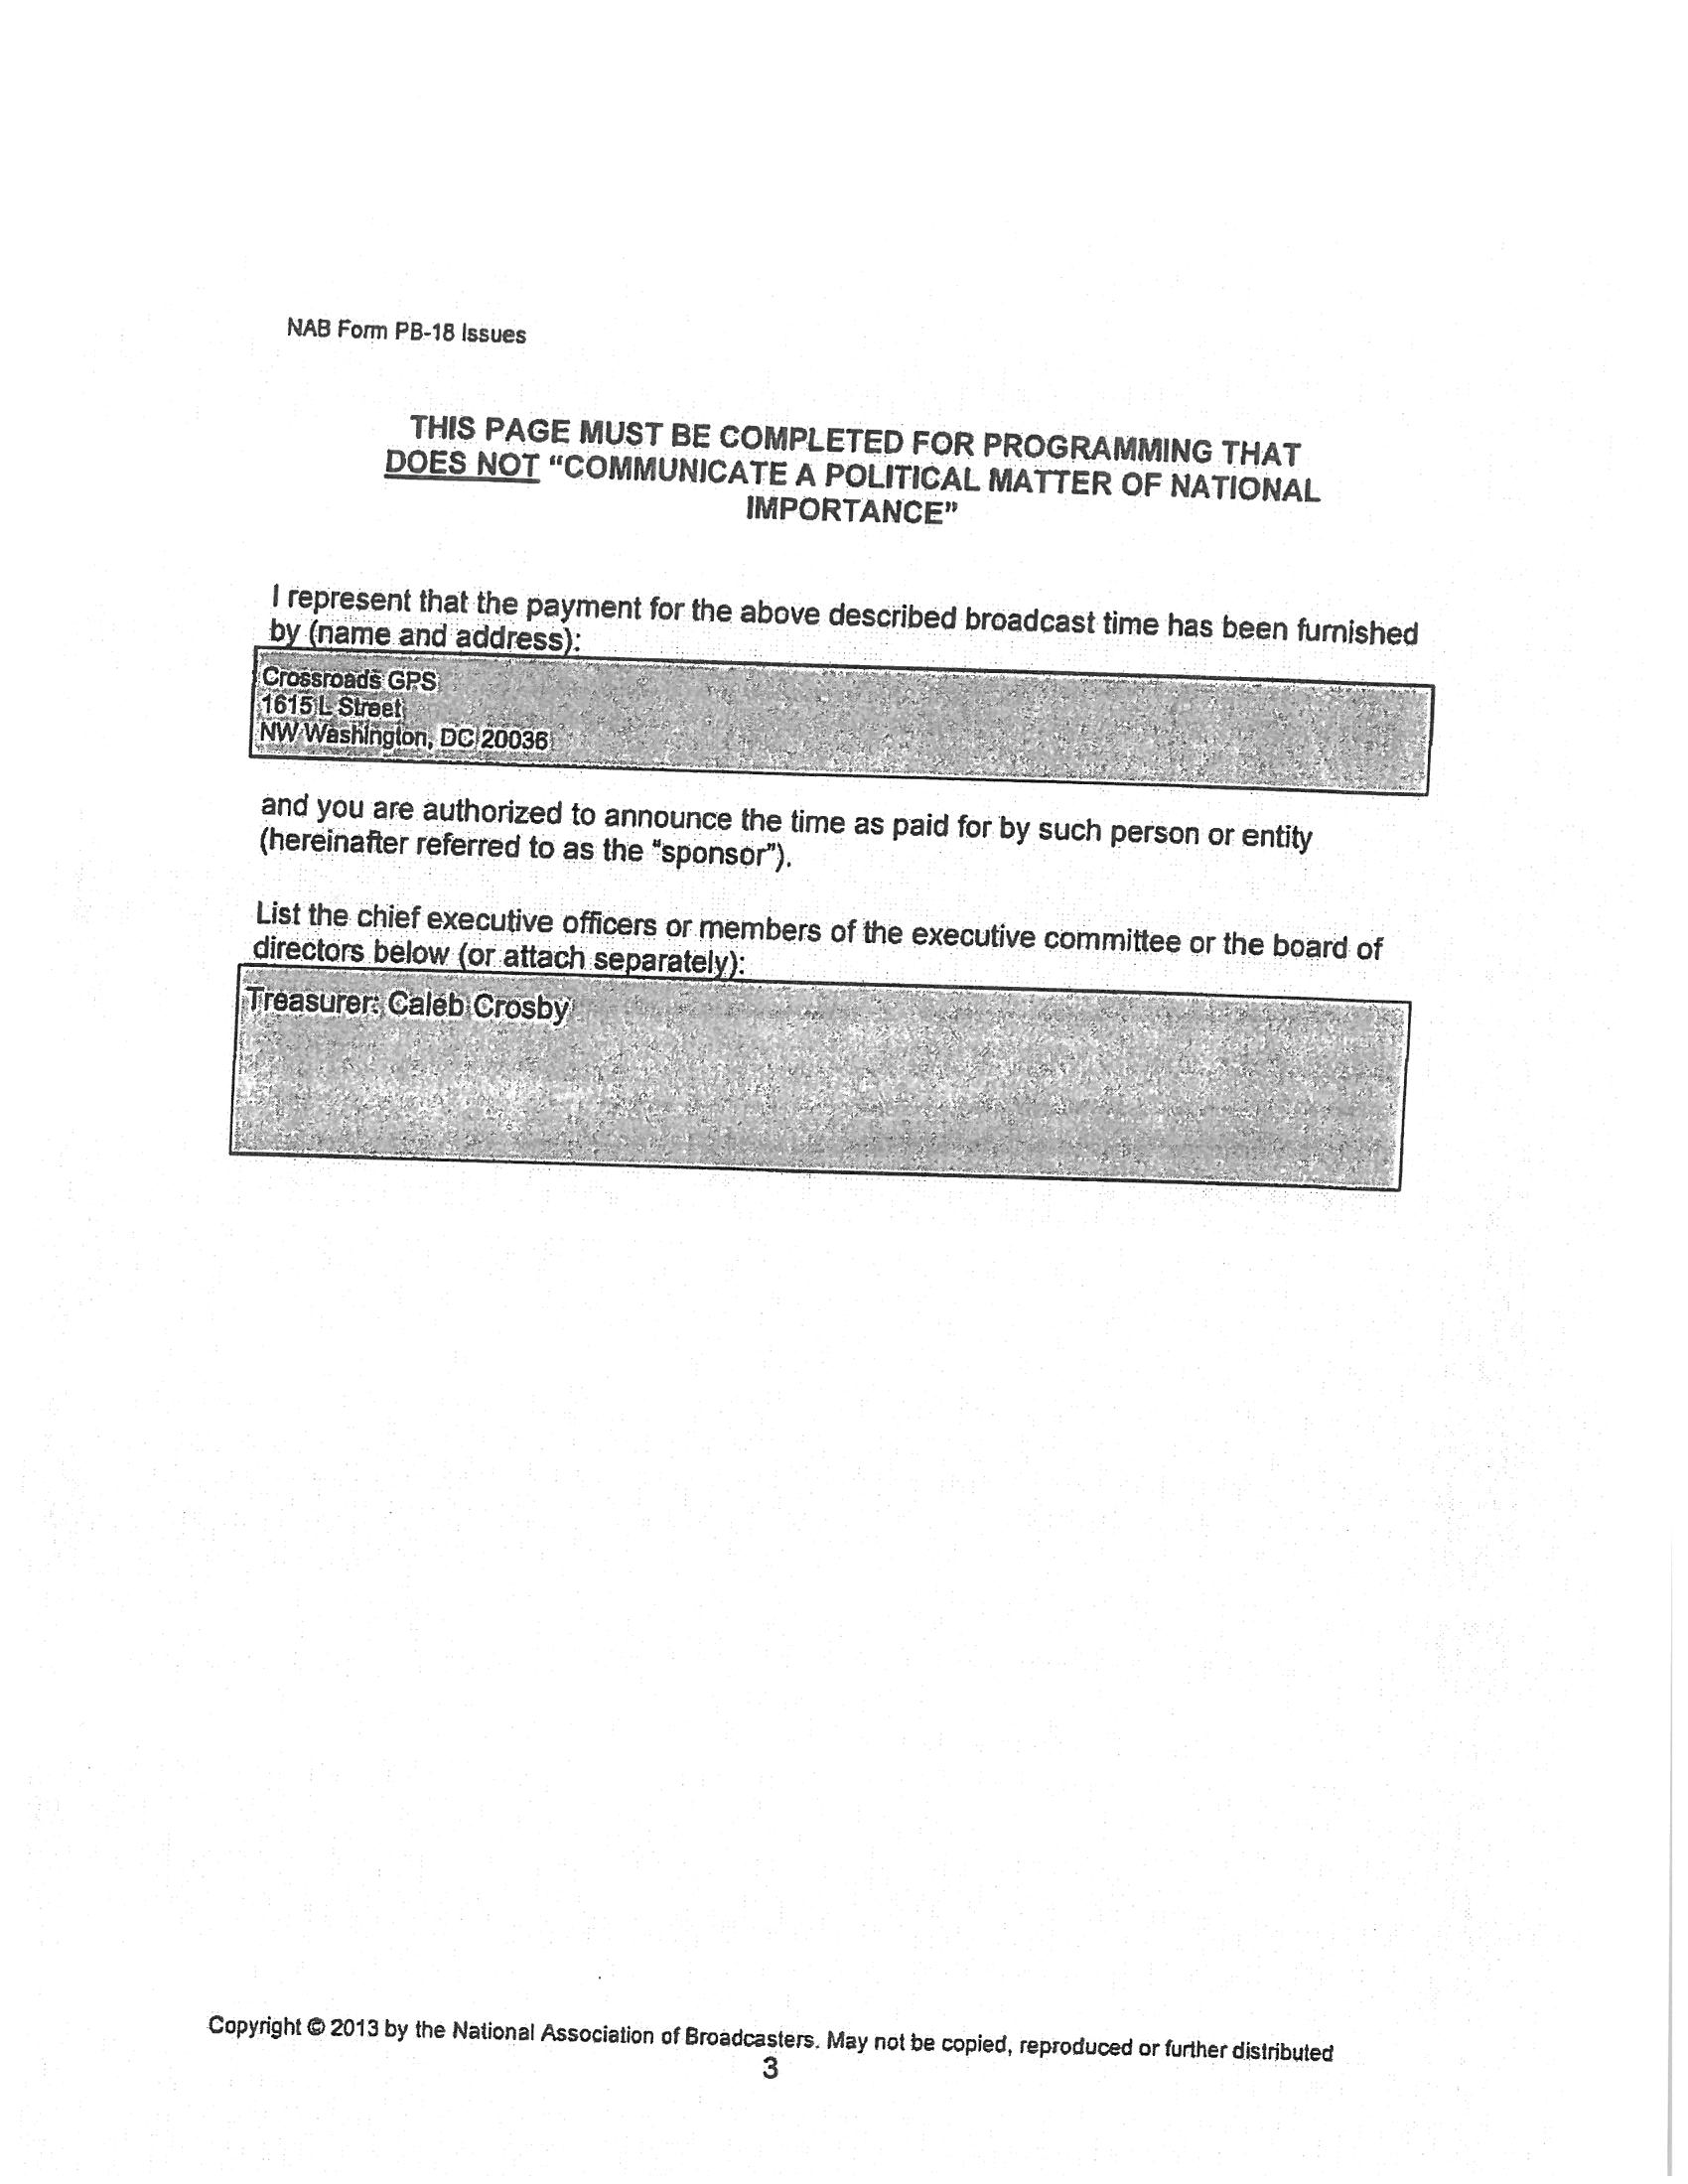 NAB Form PB-18 Issues
THIS PAGE MUST BE COMPLETED FOR PROGRAMMING THAT
DOES NOT “COMMUNICATE A POLITICAL MATTER OF NATIONAL
IMPORTANCE”
I represent that the payment for the above described broadcast time has been furnished
by (name and address):
Crossroads GPS
1615 L Street
NW Washington, DC 20036
and you are authorized to announce the time as paid for by such person or entity
(hereinafter referred to as the "sponsor").
List the chief executive officers or members of the executive committee or the board of
directors below (or attach separately):
Treasurer: Caleb Crosby
Copyright © 2013 by the National Association of Broadcasters. May not be copied, reproduced or further distributed
3